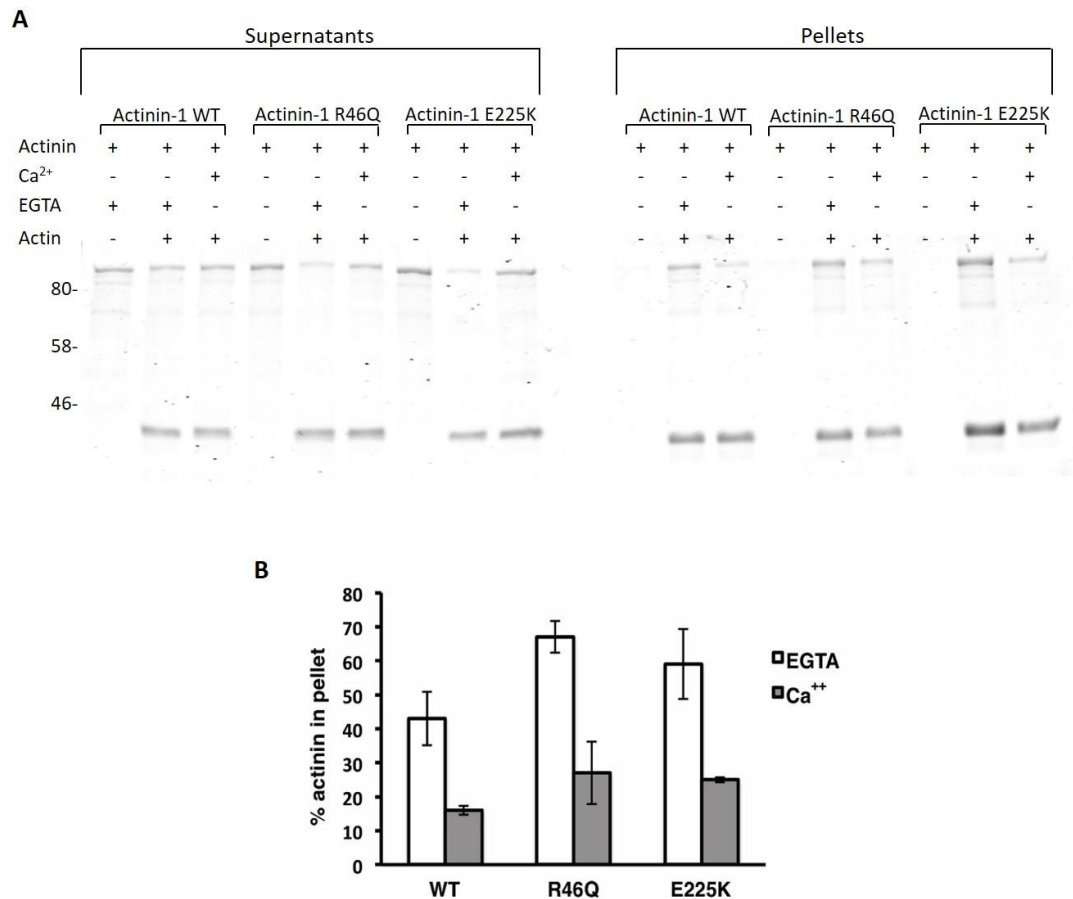 A
Supernatants Pellets
Actinin-1 WT Actinin-1 R46Q Actinin-1 E225K Actinin-1 WT Actinin-1 R46Q Actinin-1 E225K
Actinin + + + + + + + + + + + + + + + + + +
Ca²⁺ - - + - - + - - + - - + - - + - - +
EGTA + + - - + - - + - - + - - + - - + -
Actin - + + - + + - + + - + + - + + - + +
80-
58-
46-
B
80
70
60
50
40
30
20
10
0
% actinin in pellet
EGTA
Ca⁺⁺
WT R46Q E225K